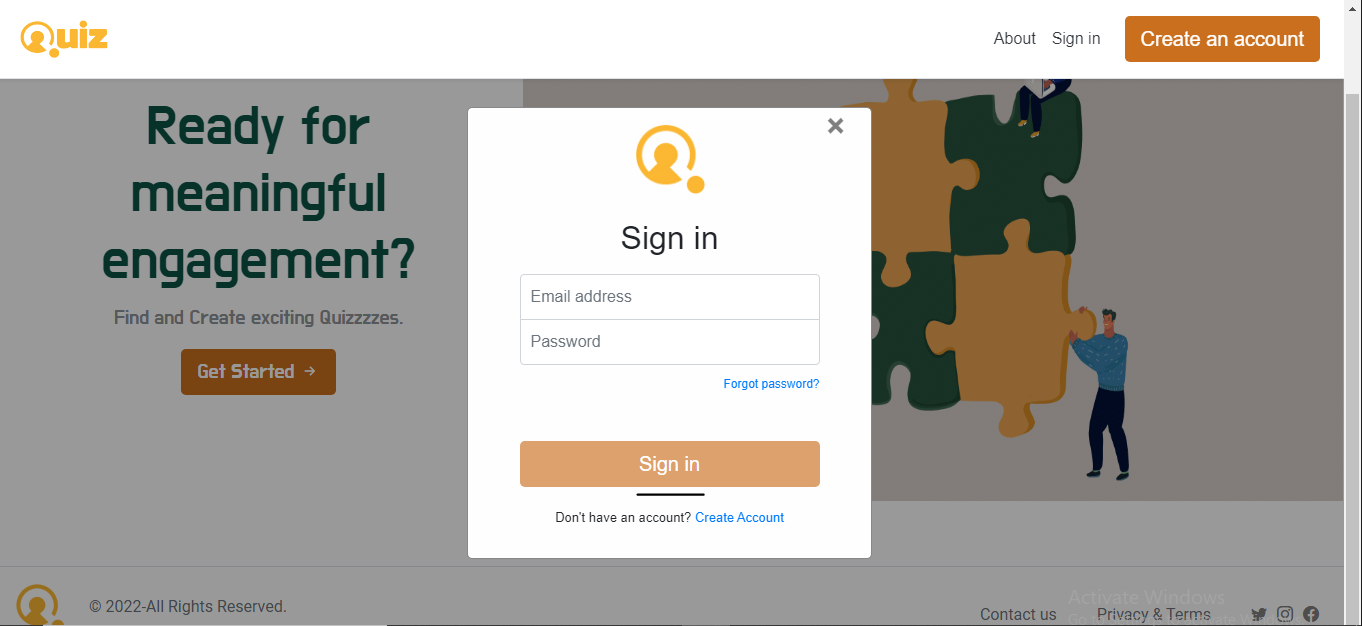 Quiz
About Sign in Create an account
Ready for
meaningful
engagement?
Find and Create exciting Quizzzzes.
Get Started →
Sign in
Email address
Password
Forgot password?
Sign in
Don't have an account? Create Account
© 2022-All Rights Reserved.
Contact us Privacy & Terms
Activate Windows